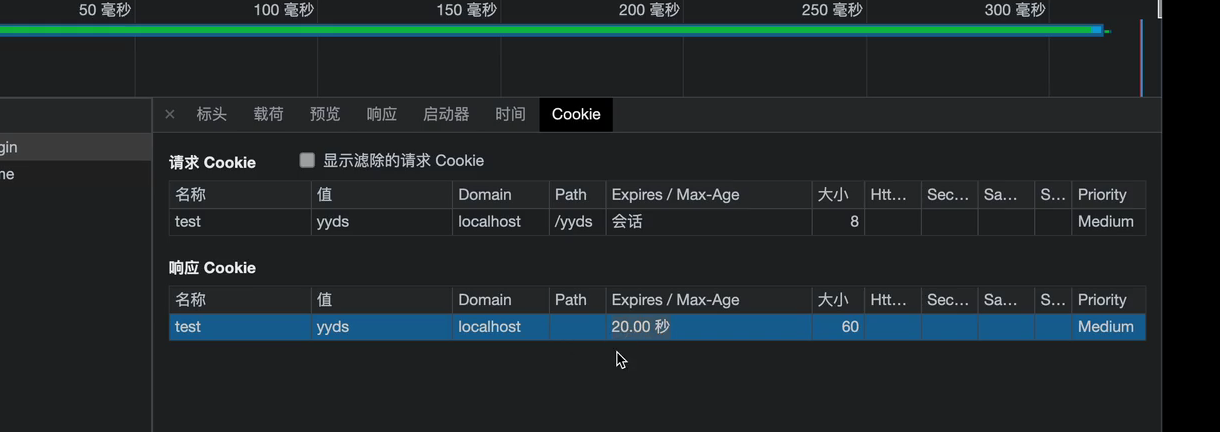 50 毫秒 100 毫秒 150 毫秒 200 毫秒 250 毫秒 300 毫秒
× 标头 载荷 预览 响应 启动器 时间 Cookie
gin
请求 Cookie 显示滤除的请求 Cookie
ne
名称 值 Domain Path Expires / Max-Age 大小 Htt... Sec... Sa... S... Priority
test yyds localhost /yyds 会话 8 Medium
响应 Cookie
名称 值 Domain Path Expires / Max-Age 大小 Htt... Sec... Sa... S... Priority
test yyds localhost 20.00 秒 60 Medium